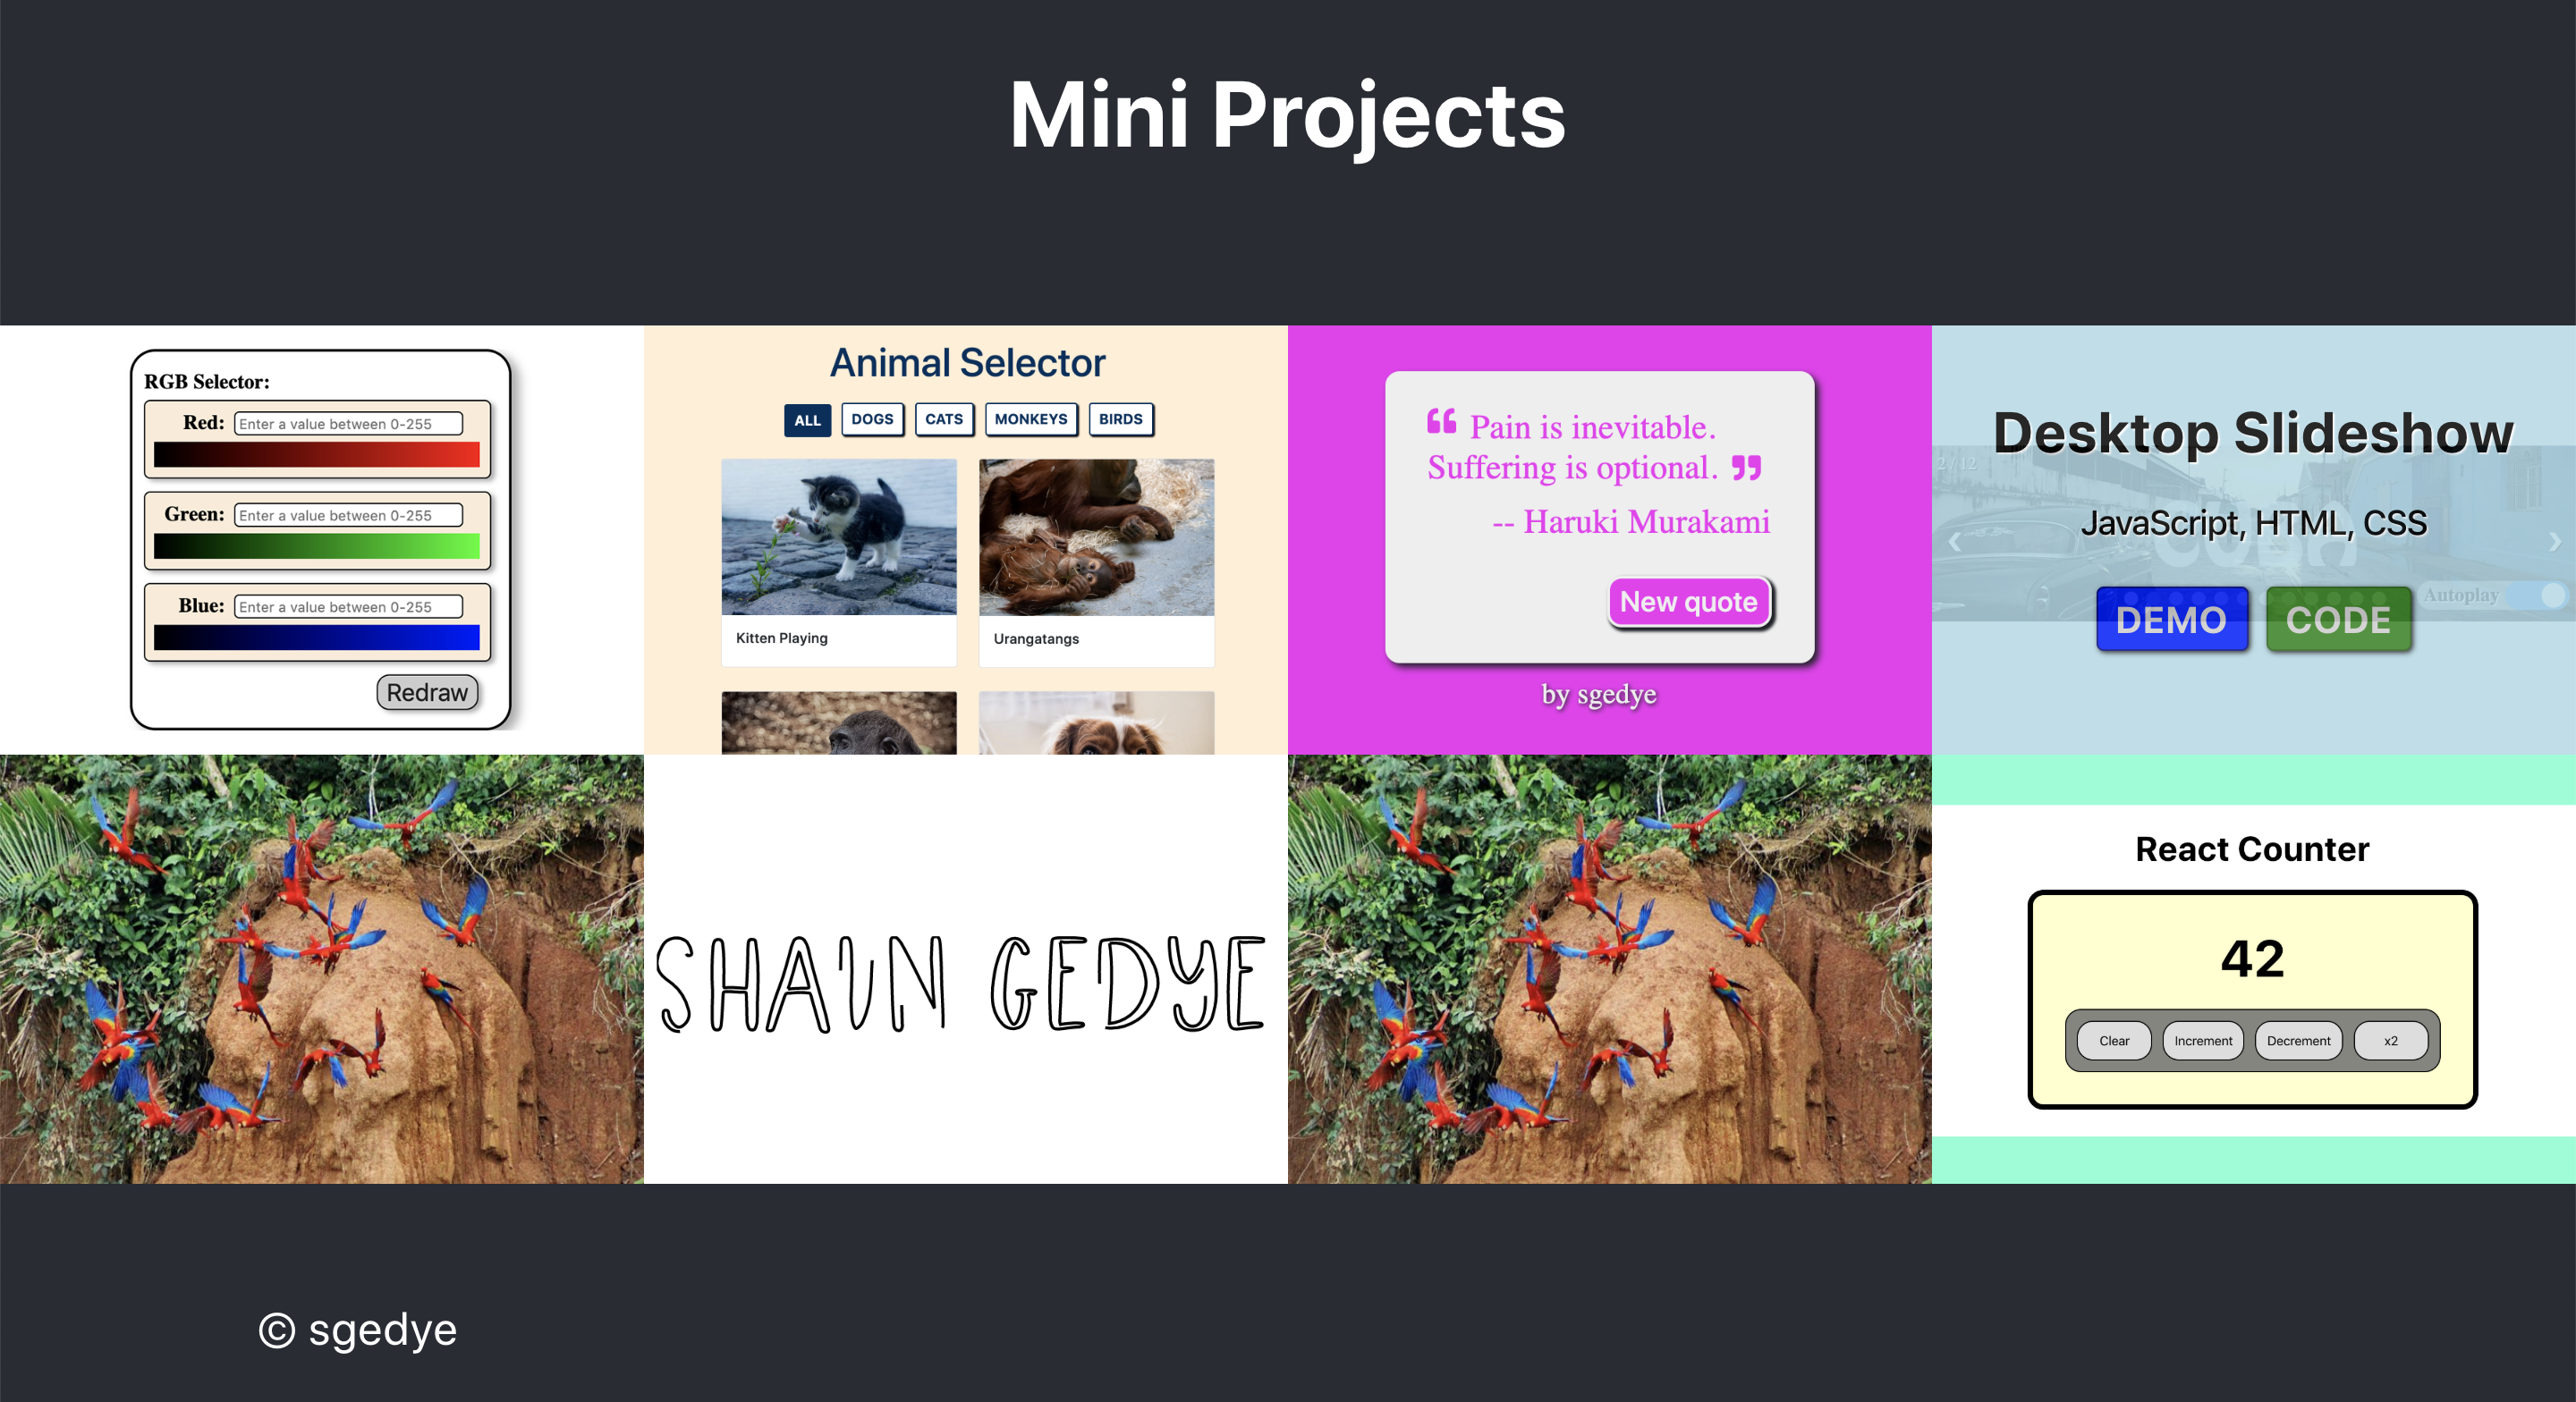 Mini Projects
RGB Selector:
Red: Enter a value between 0-255
Green: Enter a value between 0-255
Blue: Enter a value between 0-255
Redraw
Animal Selector
ALL DOGS CATS MONKEYS BIRDS
Kitten Playing Urangatangs
❝ Pain is inevitable.
Suffering is optional. ❞
-- Haruki Murakami
New quote
by sgedye
Desktop Slideshow
2 / 12
JavaScript, HTML, CSS
CUBA
Autoplay
DEMO CODE
SHAUN GEDYE
React Counter
42
Clear Increment Decrement x2
© sgedye